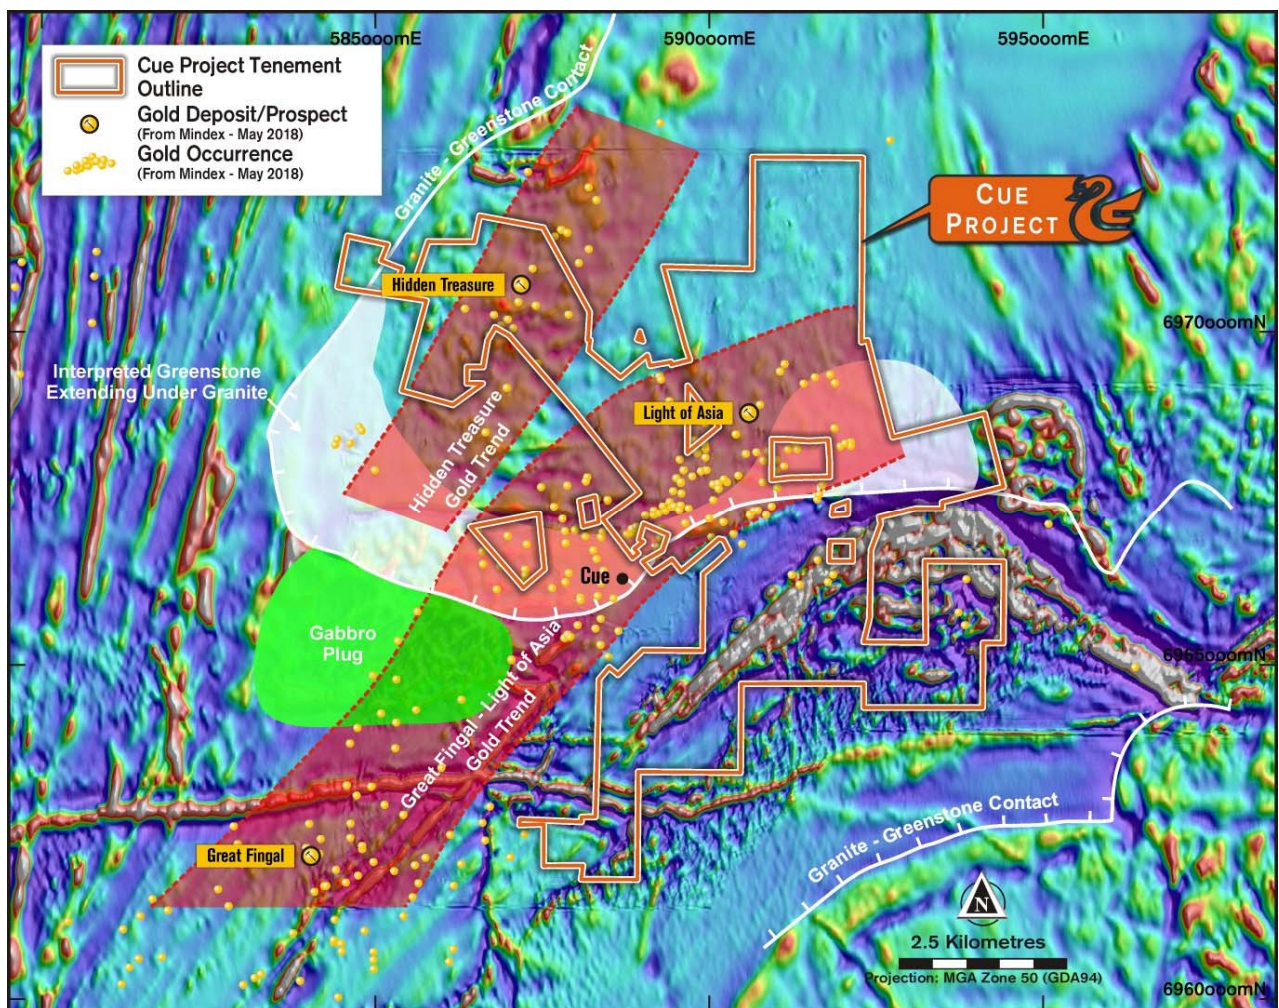 585000mE
590000mE
595000mE
Cue Project Tenement
Outline
Gold Deposit/Prospect
(From Mindex - May 2018)
Gold Occurrence
(From Mindex - May 2018)
Granite - Greenstone Contact
CUE
PROJECT
Hidden Treasure
6970000mN
Interpreted Greenstone
Extending Under Granite
Light of Asia
Hidden Treasure
Gold Trend
Cue
Gabbro
Plug
6965000mN
Great Fingal - Light of Asia
Gold Trend
Great Fingal
Granite - Greenstone Contact
N
2.5 Kilometres
Projection: MGA Zone 50 (GDA94)
6960000mN